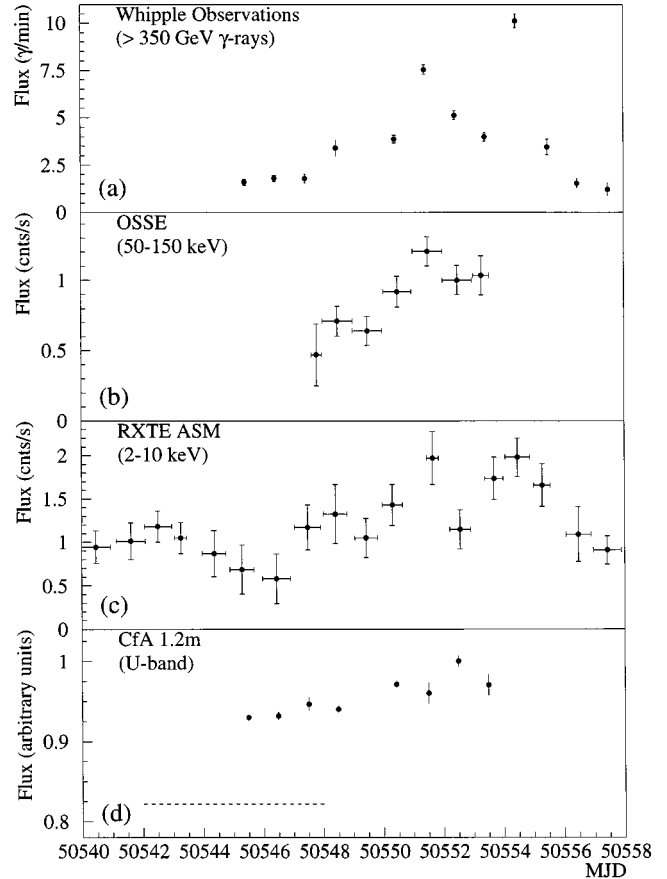 Whipple Observations
(> 350 GeV γ-rays)
Flux (γ/min)
10
7.5
5
2.5
0
(a)
OSSE
(50-150 keV)
Flux (cnts/s)
1
0.5
0
(b)
RXTE ASM
(2-10 keV)
Flux (cnts/s)
2
1.5
1
0.5
0
(c)
CfA 1.2m
(U-band)
Flux (arbitrary units)
1
0.9
0.8
(d)
50540 50542 50544 50546 50548 50550 50552 50554 50556 50558
MJD